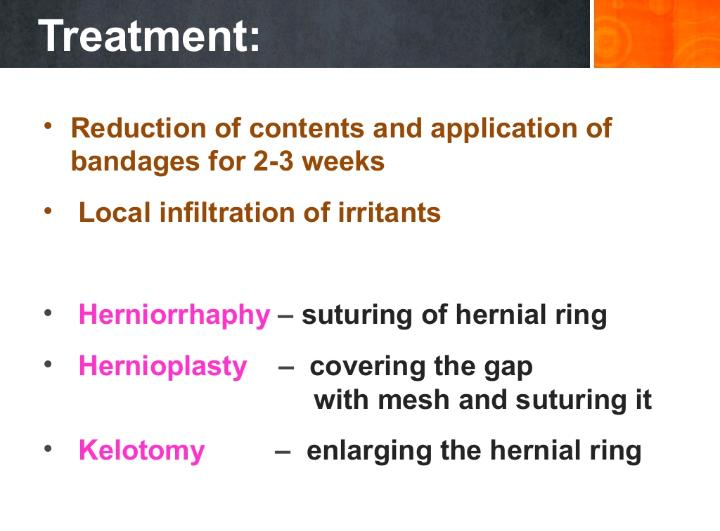 Treatment:
• Reduction of contents and application of
bandages for 2-3 weeks
• Local infiltration of irritants
• Herniorrhaphy – suturing of hernial ring
• Hernioplasty – covering the gap
with mesh and suturing it
• Kelotomy – enlarging the hernial ring